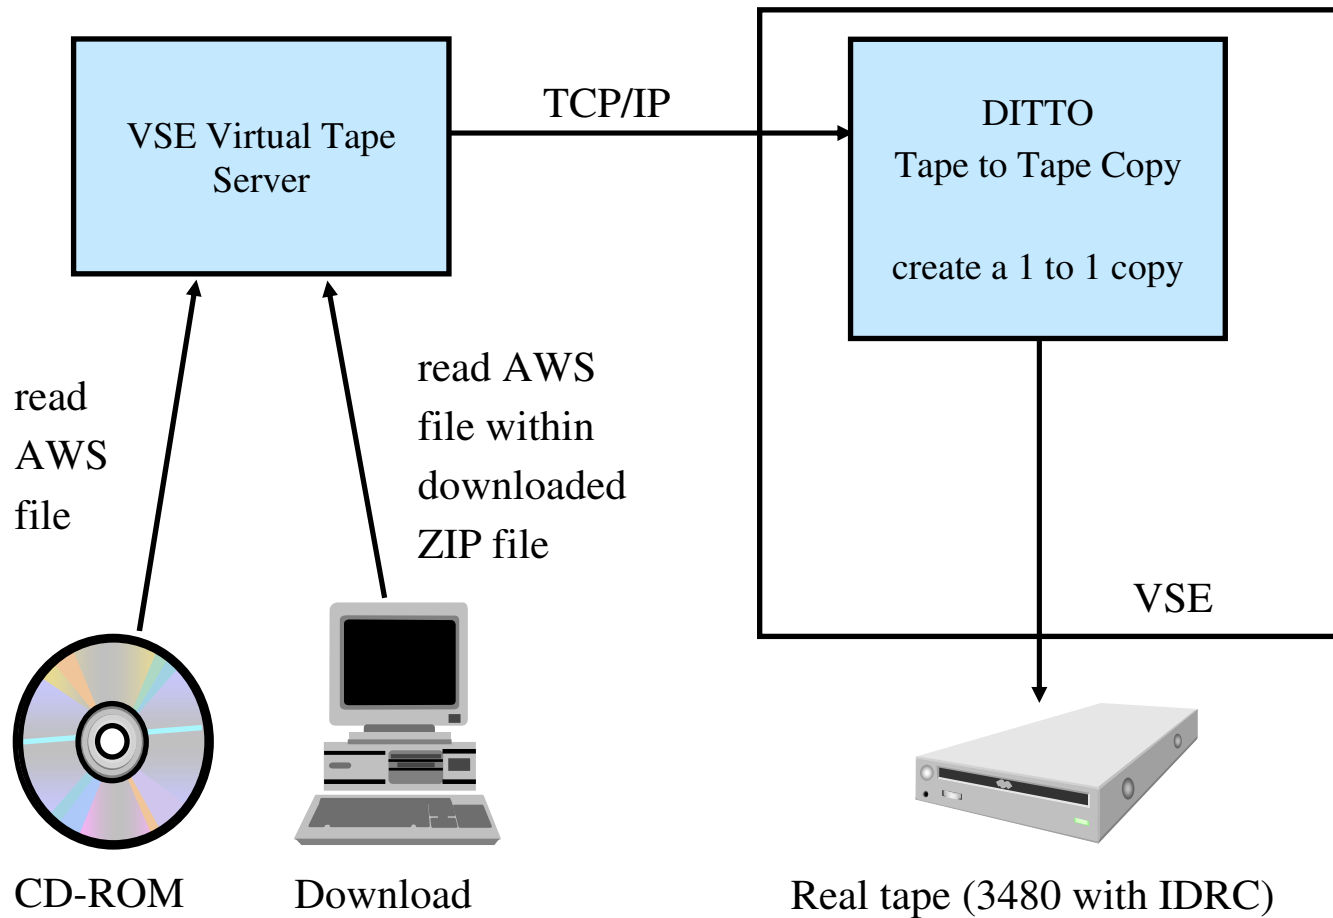 VSE Virtual Tape
Server
TCP/IP
DITTO
Tape to Tape Copy
create a 1 to 1 copy
read
AWS
file
read AWS
file within
downloaded
ZIP file
VSE
CD-ROM
Download
Real tape (3480 with IDRC)